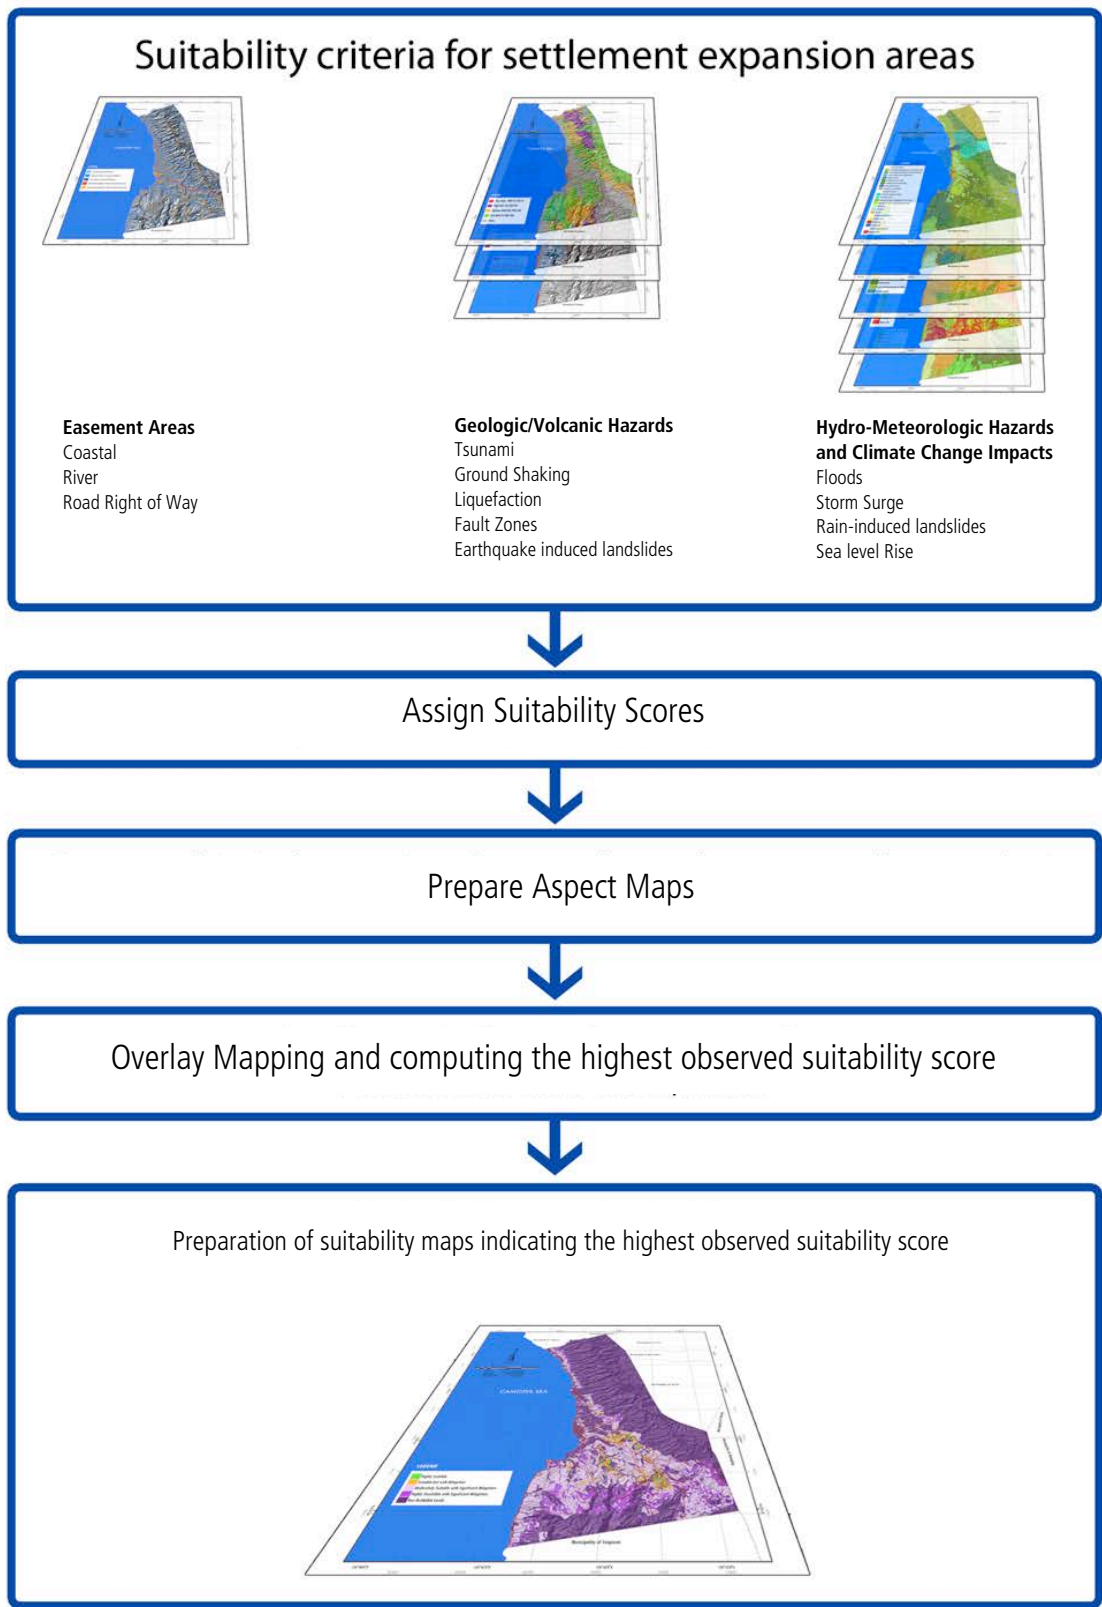 Suitability criteria for settlement expansion areas
Easement Areas
Coastal
River
Road Right of Way
Geologic/Volcanic Hazards
Tsunami
Ground Shaking
Liquefaction
Fault Zones
Earthquake induced landslides
Hydro-Meteorologic Hazards
and Climate Change Impacts
Floods
Storm Surge
Rain-induced landslides
Sea level Rise
Assign Suitability Scores
Prepare Aspect Maps
Overlay Mapping and computing the highest observed suitability score
Preparation of suitability maps indicating the highest observed suitability score
LEGEND